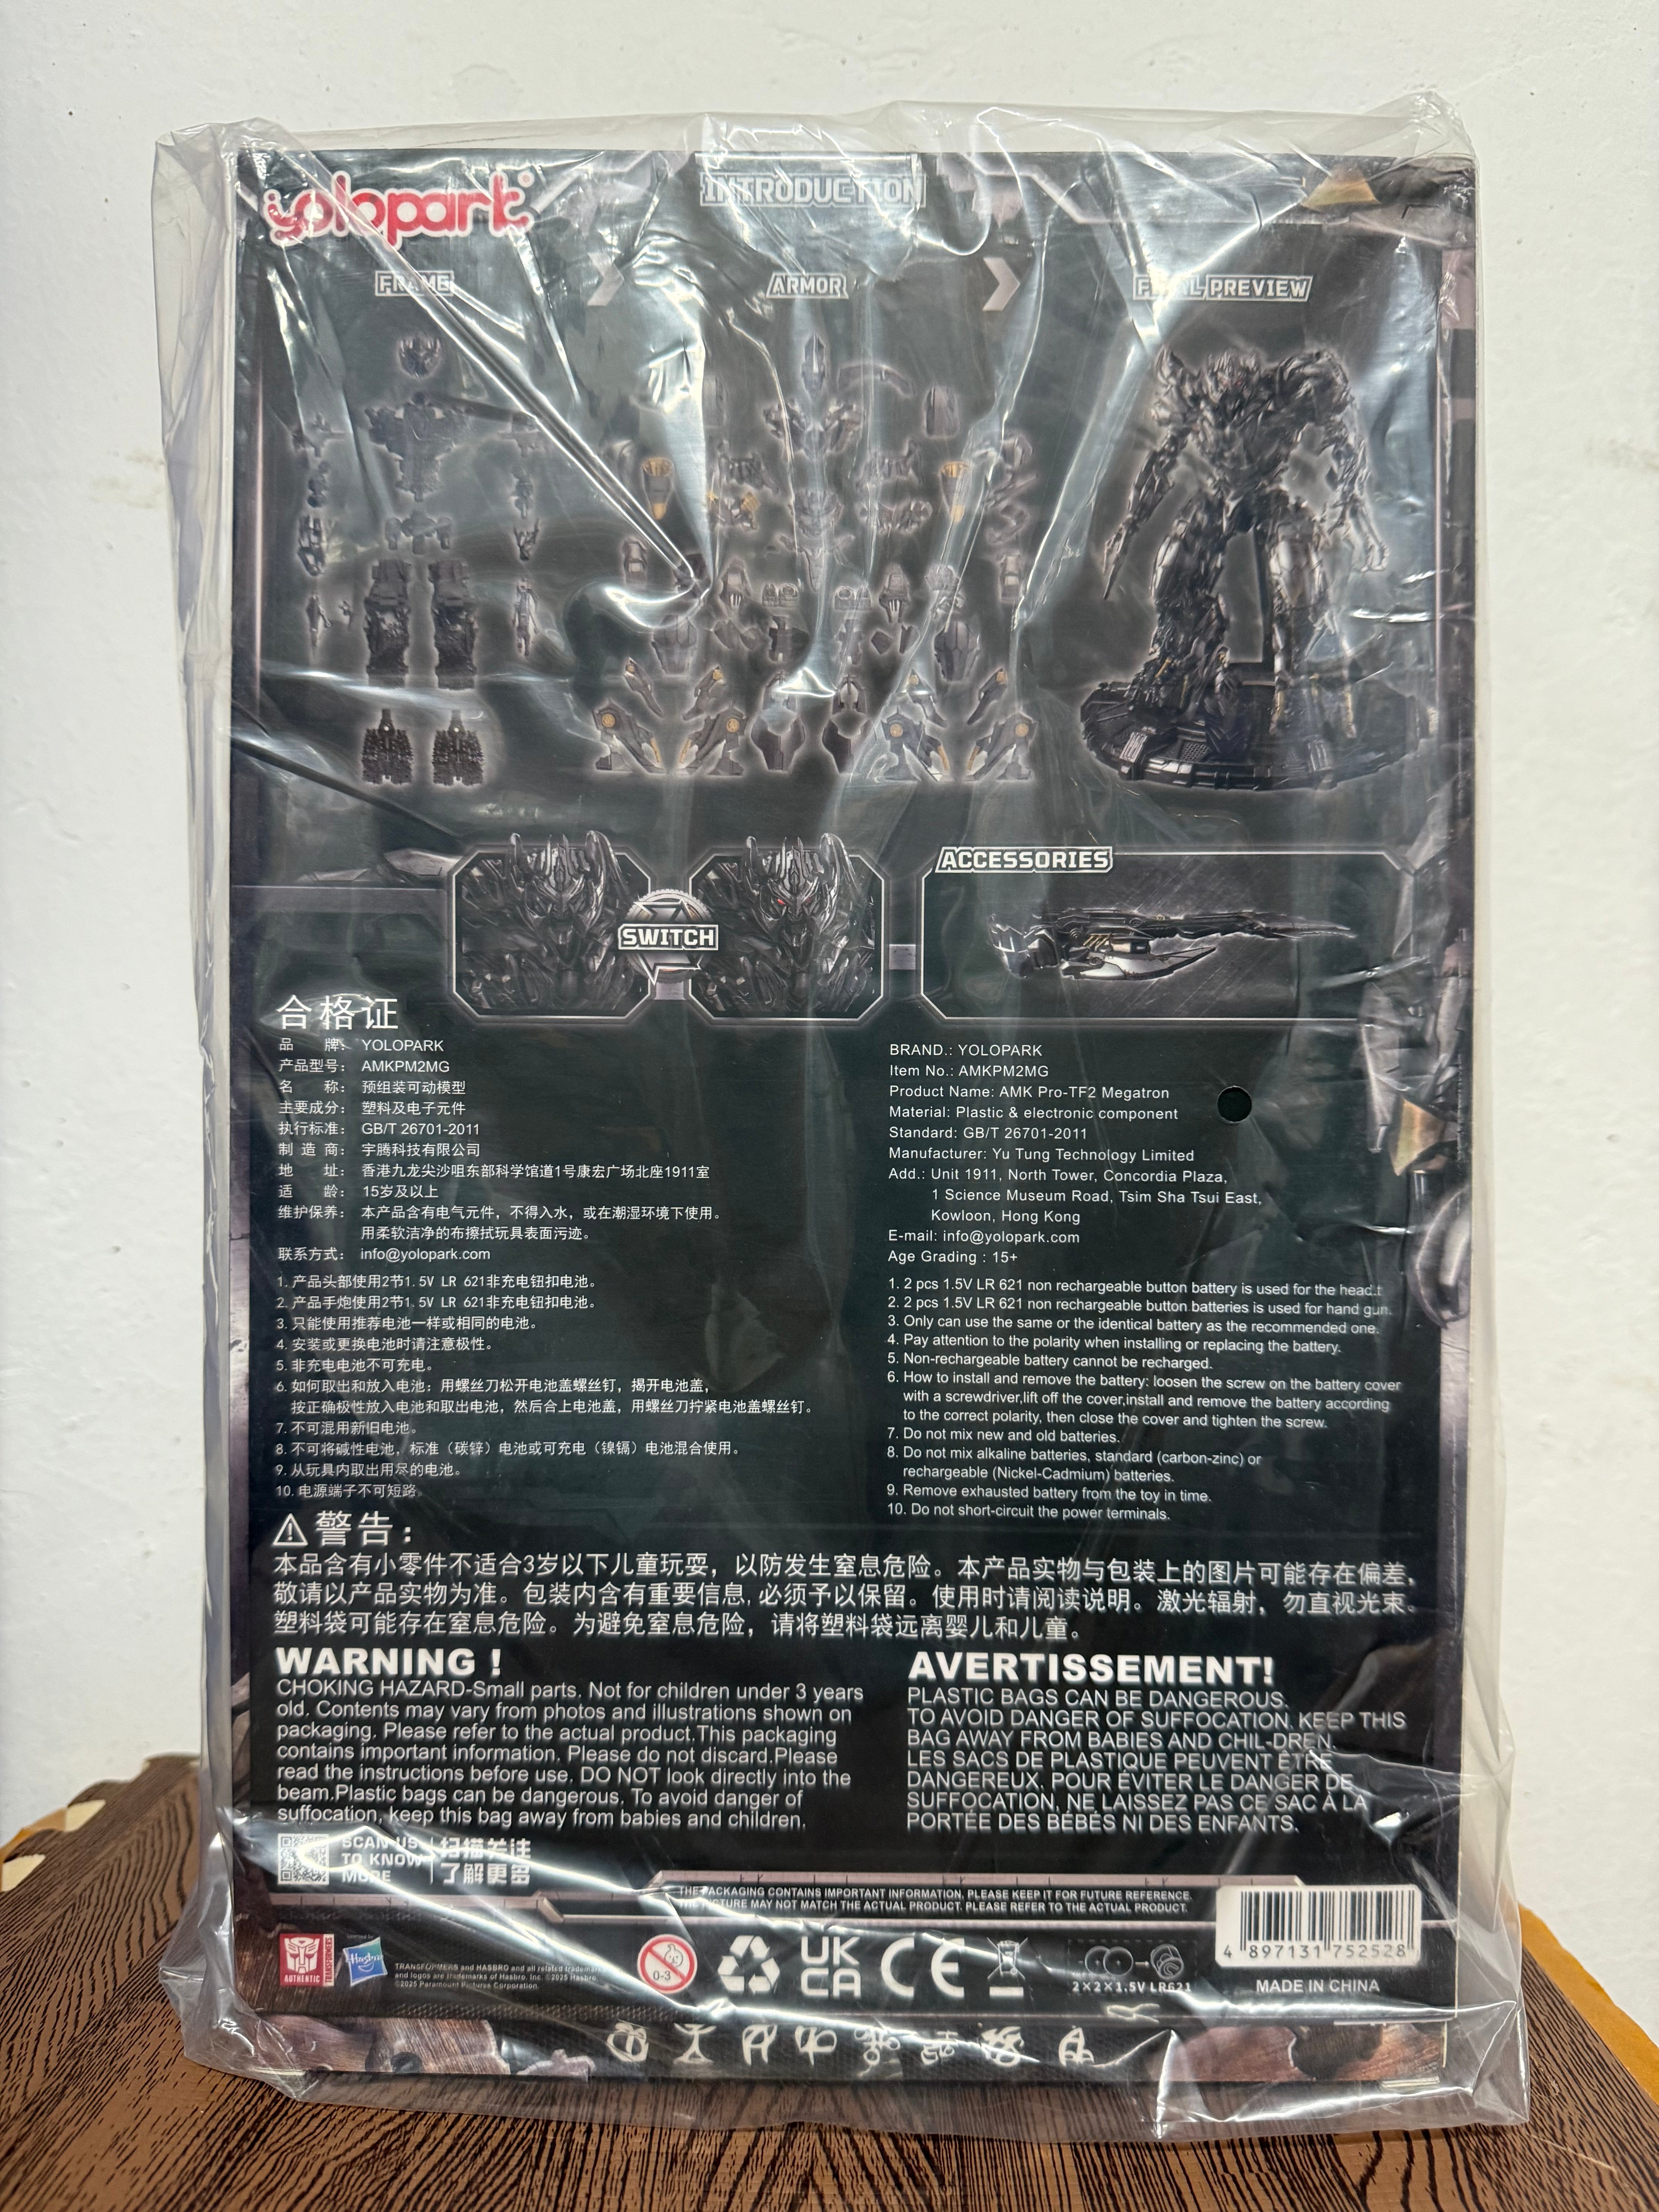 yolopark
INTRODUCTION
FRAME
ARMOR
FINAL PREVIEW
SWITCH
ACCESSORIES
合格证
品 牌： YOLOPARK
产品型号： AMKPM2MG
名 称： 预组装可动模型
主要成分： 塑料及电子元件
执行标准： GB/T 26701-2011
制 造 商： 宇腾科技有限公司
地 址： 香港九龙尖沙咀东部科学馆道1号康宏广场北座1911室
适 龄： 15岁及以上
维护保养： 本产品含有电气元件，不得入水，或在潮湿环境下使用。
用柔软洁净的布擦拭玩具表面污迹。
联系方式： info@yolopark.com
1. 产品头部使用2节1.5V LR 621非充电钮扣电池。
2. 产品手炮使用2节1.5V LR 621非充电钮扣电池。
3. 只能使用推荐电池一样或相同的电池。
4. 安装或更换电池时请注意极性。
5. 非充电电池不可充电。
6. 如何取出和放入电池：用螺丝刀松开电池盖螺丝钉，揭开电池盖，
按正确极性放入电池和取出电池，然后合上电池盖，用螺丝刀拧紧电池盖螺丝钉。
7. 不可混用新旧电池。
8. 不可将碱性电池，标准（碳锌）电池或可充电（镍镉）电池混合使用。
9. 从玩具内取出用尽的电池。
10. 电源端子不可短路。
BRAND.: YOLOPARK
Item No.: AMKPM2MG
Product Name: AMK Pro-TF2 Megatron
Material: Plastic & electronic component
Standard: GB/T 26701-2011
Manufacturer: Yu Tung Technology Limited
Add.: Unit 1911, North Tower, Concordia Plaza,
1 Science Museum Road, Tsim Sha Tsui East,
Kowloon, Hong Kong
E-mail: info@yolopark.com
Age Grading : 15+
1. 2 pcs 1.5V LR 621 non rechargeable button battery is used for the head.t
2. 2 pcs 1.5V LR 621 non rechargeable button batteries is used for hand gun.
3. Only can use the same or the identical battery as the recommended one.
4. Pay attention to the polarity when installing or replacing the battery.
5. Non-rechargeable battery cannot be recharged.
6. How to install and remove the battery: loosen the screw on the battery cover
with a screwdriver,lift off the cover,install and remove the battery according
to the correct polarity, then close the cover and tighten the screw.
7. Do not mix new and old batteries.
8. Do not mix alkaline batteries, standard (carbon-zinc) or
rechargeable (Nickel-Cadmium) batteries.
9. Remove exhausted battery from the toy in time.
10. Do not short-circuit the power terminals.
警告：
本品含有小零件不适合3岁以下儿童玩耍，以防发生窒息危险。本产品实物与包装上的图片可能存在偏差，
敬请以产品实物为准。包装内含有重要信息,必须予以保留。使用时请阅读说明。激光辐射，勿直视光束。
塑料袋可能存在窒息危险。为避免窒息危险，请将塑料袋远离婴儿和儿童。
WARNING !
CHOKING HAZARD-Small parts. Not for children under 3 years
old. Contents may vary from photos and illustrations shown on
packaging. Please refer to the actual product.This packaging
contains important information. Please do not discard.Please
read the instructions before use. DO NOT look directly into the
beam.Plastic bags can be dangerous. To avoid danger of
suffocation, keep this bag away from babies and children.
AVERTISSEMENT!
PLASTIC BAGS CAN BE DANGEROUS.
TO AVOID DANGER OF SUFFOCATION, KEEP THIS
BAG AWAY FROM BABIES AND CHIL-DREN.
LES SACS DE PLASTIQUE PEUVENT ÊTRE
DANGEREUX. POUR ÉVITER LE DANGER DE
SUFFOCATION, NE LAISSEZ PAS CE SAC À LA
PORTÉE DES BÉBÉS NI DES ENFANTS.
SCAN US
TO KNOW
MORE
扫描关注
了解更多
THE PACKAGING CONTAINS IMPORTANT INFORMATION, PLEASE KEEP IT FOR FUTURE REFERENCE.
THE PICTURE MAY NOT MATCH THE ACTUAL PRODUCT. PLEASE REFER TO THE ACTUAL PRODUCT.
AUTHENTIC
TRANSFORMERS
Hasbro
TRANSFORMERS and HASBRO and all related trademarks
and logos are trademarks of Hasbro, Inc. ©2025 Hasbro.
©2025 Paramount Pictures Corporation.
0-3
UK
CA
CE
2×2×1.5V LR621
4 897131 752528
MADE IN CHINA